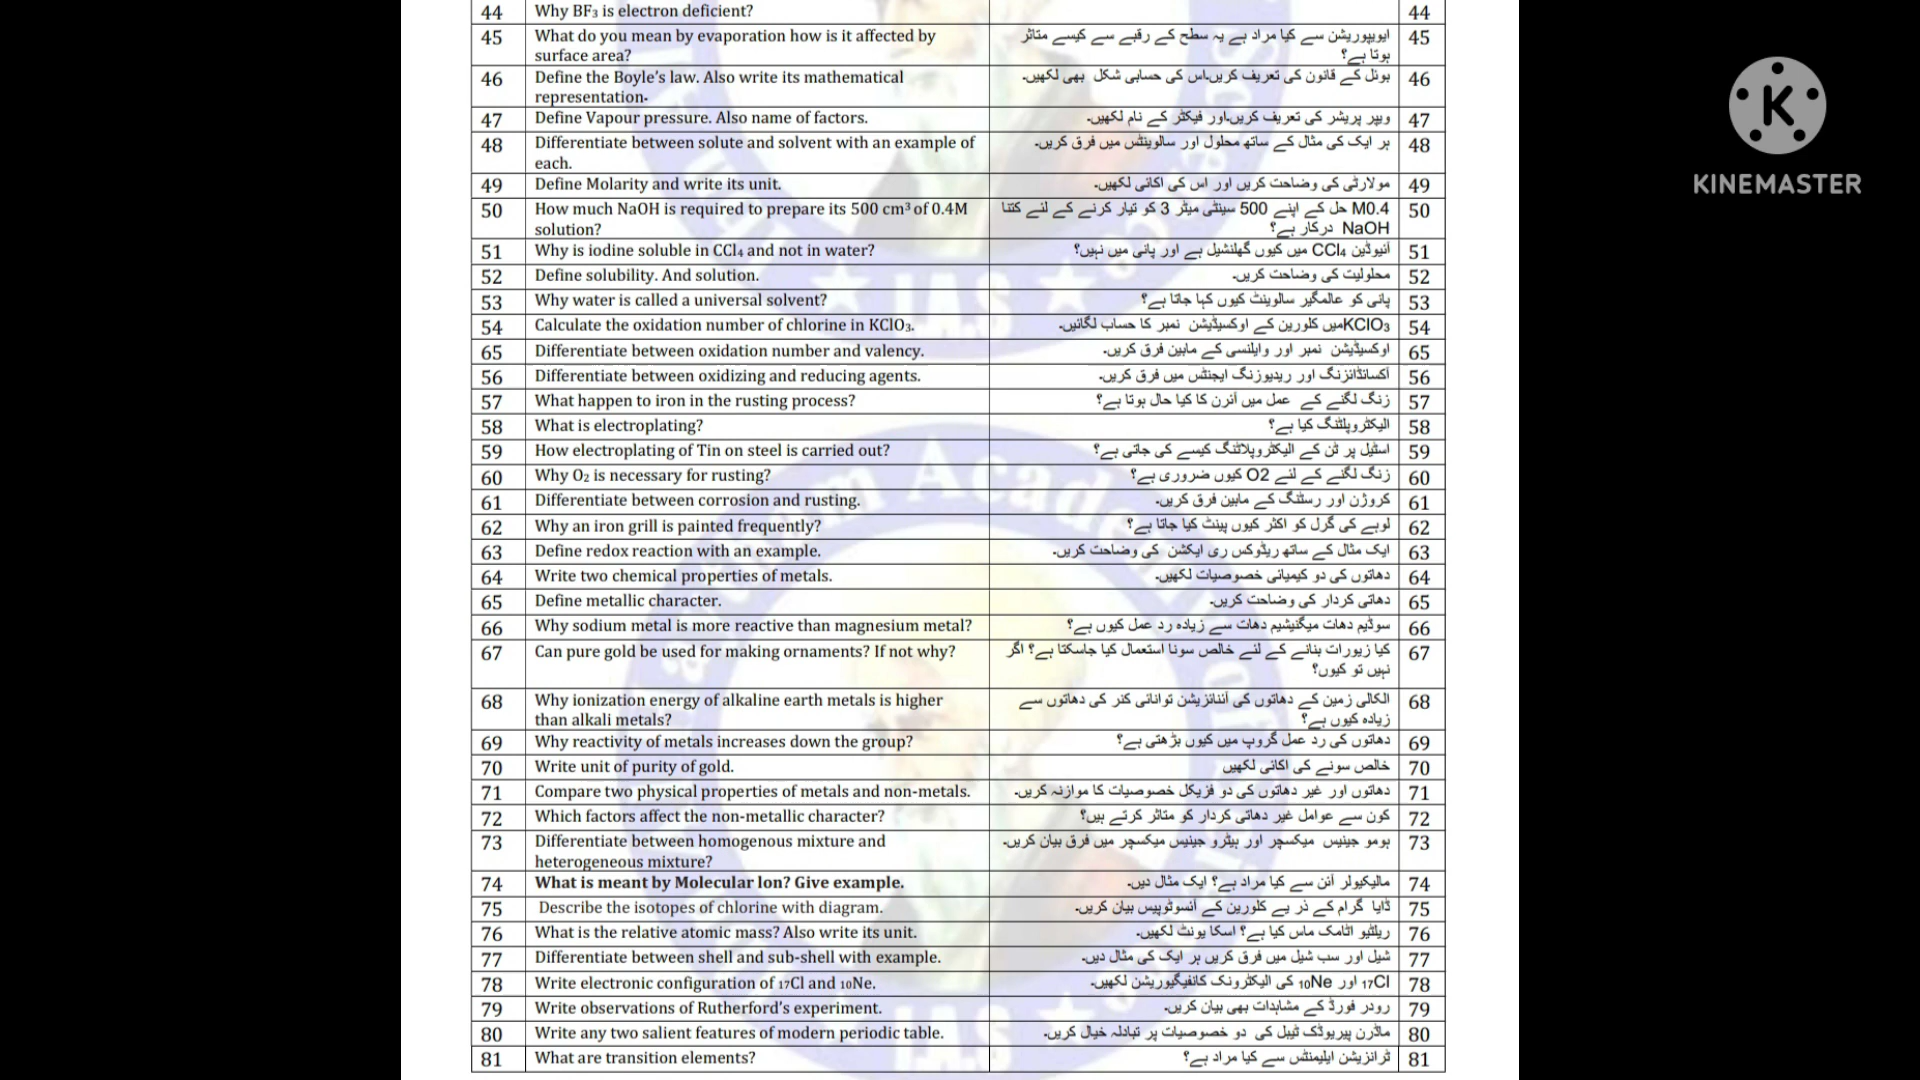 44 Why BF₃ is electron deficient? 44
45 What do you mean by evaporation how is it affected by ایوپوریشن سے کیا مراد ہے یہ سطح کے رقبے سے کیسے متاثر 45
surface area? ہوتا ہے؟
46 Define the Boyle's law. Also write its mathematical بوئل کے قانون کی تعریف کریں۔اس کی حسابی شکل بھی لکھیں۔ 46
representation.
47 Define Vapour pressure. Also name of factors. ویپر پریشر کی تعریف کریں۔اور فیکٹر کے نام لکھیں۔ 47
48 Differentiate between solute and solvent with an example of ہر ایک کی مثال کے ساتھ محلول اور سالوینٹس میں فرق کریں۔ 48
each.
49 Define Molarity and write its unit. مولارٹی کی وضاحت کریں اور اس کی اکائی لکھیں۔ 49
50 How much NaOH is required to prepare its 500 cm³ of 0.4M M0.4 حل کے اپنے 500 سینٹی میٹر 3 کو تیار کرنے کے لئے کتنا 50
solution? NaOH درکار ہے؟
51 Why is iodine soluble in CCl₄ and not in water? آئیوڈین CCl₄ میں کیوں گھلنشیل ہے اور پانی میں نہیں؟ 51
52 Define solubility. And solution. محلولیت کی وضاحت کریں۔ 52
53 Why water is called a universal solvent? پانی کو عالمگیر سالوینٹ کیوں کہا جاتا ہے؟ 53
54 Calculate the oxidation number of chlorine in KClO₃. KClO₃میں کلورین کے اوکسیڈیشن نمبر کا حساب لگائیں۔ 54
65 Differentiate between oxidation number and valency. اوکسیڈیشن نمبر اور ویلنسی کے مابین فرق کریں۔ 65
56 Differentiate between oxidizing and reducing agents. آکسائڈائزنگ اور ریڈیوزنگ ایجنٹس میں فرق کریں۔ 56
57 What happen to iron in the rusting process? زنگ لگنے کے عمل میں آئرن کا کیا حال ہوتا ہے؟ 57
58 What is electroplating? الیکٹروپلٹنگ کیا ہے؟ 58
59 How electroplating of Tin on steel is carried out? اسٹیل پر ٹن کے الیکٹروپلاٹنگ کیسے کی جاتی ہے؟ 59
60 Why O₂ is necessary for rusting? زنگ لگنے کے لئے O2 کیوں ضروری ہے؟ 60
61 Differentiate between corrosion and rusting. کروژن اور رسٹنگ کے مابین فرق کریں۔ 61
62 Why an iron grill is painted frequently? لوہے کی گرل کو اکثر کیوں پینٹ کیا جاتا ہے؟ 62
63 Define redox reaction with an example. ایک مثال کے ساتھ ریڈوکس ری ایکشن کی وضاحت کریں۔ 63
64 Write two chemical properties of metals. دھاتوں کی دو کیمیائی خصوصیات لکھیں۔ 64
65 Define metallic character. دھاتی کردار کی وضاحت کریں۔ 65
66 Why sodium metal is more reactive than magnesium metal? سوڈیم دھات میگنیشیم دھات سے زیادہ رد عمل کیوں ہے؟ 66
67 Can pure gold be used for making ornaments? If not why? کیا زیورات بنانے کے لئے خالص سونا استعمال کیا جاسکتا ہے؟ اگر 67
نہیں تو کیوں؟
68 Why ionization energy of alkaline earth metals is higher الکالی زمین کے دھاتوں کی آئنائزیشن توانائی کنر کی دھاتوں سے 68
than alkali metals? زیادہ کیوں ہے؟
69 Why reactivity of metals increases down the group? دھاتوں کی رد عمل گروپ میں کیوں بڑھتی ہے؟ 69
70 Write unit of purity of gold. خالص سونے کی اکائی لکھیں 70
71 Compare two physical properties of metals and non-metals. دھاتوں اور غیر دھاتوں کی دو فزیکل خصوصیات کا موازنہ کریں۔ 71
72 Which factors affect the non-metallic character? کون سے عوامل غیر دھاتی کردار کو متاثر کرتے ہیں؟ 72
73 Differentiate between homogenous mixture and ہومو جینیس میکسچر اور ہیٹرو جینیس میکسچر میں فرق بیان کریں۔ 73
heterogeneous mixture?
74 What is meant by Molecular lon? Give example. مالیکیولر آئن سے کیا مراد ہے؟ ایک مثال دیں۔ 74
75 Describe the isotopes of chlorine with diagram. ڈایا گرام کے ذر یے کلورین کے آئسوٹوپیس بیان کریں۔ 75
76 What is the relative atomic mass? Also write its unit. ریلٹیو اٹامک ماس کیا ہے؟ اسکا یونٹ لکھیں۔ 76
77 Differentiate between shell and sub-shell with example. شیل اور سب شیل میں فرق کریں ہر ایک کی مثال دیں۔ 77
78 Write electronic configuration of ₁₇Cl and ₁₀Ne. ₁₇Cl اور ₁₀Ne کی الیکٹرونک کانفیگیوریشن لکھیں۔ 78
79 Write observations of Rutherford's experiment. رودر فورڈ کے مشاہدات بھی بیان کریں۔ 79
80 Write any two salient features of modern periodic table. ماڈرن پیریوڈک ٹیبل کی دو خصوصیات پر تبادلہ خیال کریں۔ 80
81 What are transition elements? ٹرانزیشن ایلیمنٹس سے کیا مراد ہے؟ 81
KINEMASTER